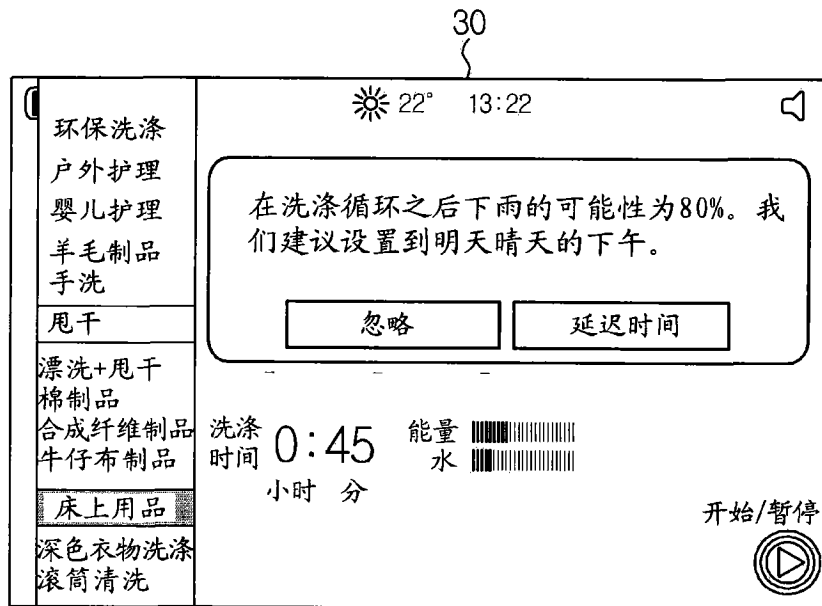 30
22° 13:22
环保洗涤
户外护理
婴儿护理
羊毛制品
手洗
甩干
漂洗+甩干
棉制品
合成纤维制品
牛仔布制品
床上用品
深色衣物洗涤
滚筒清洗
在洗涤循环之后下雨的可能性为80%。我
们建议设置到明天晴天的下午。
忽略 延迟时间
洗涤
时间
0:45
小时 分
能量
水
开始/暂停